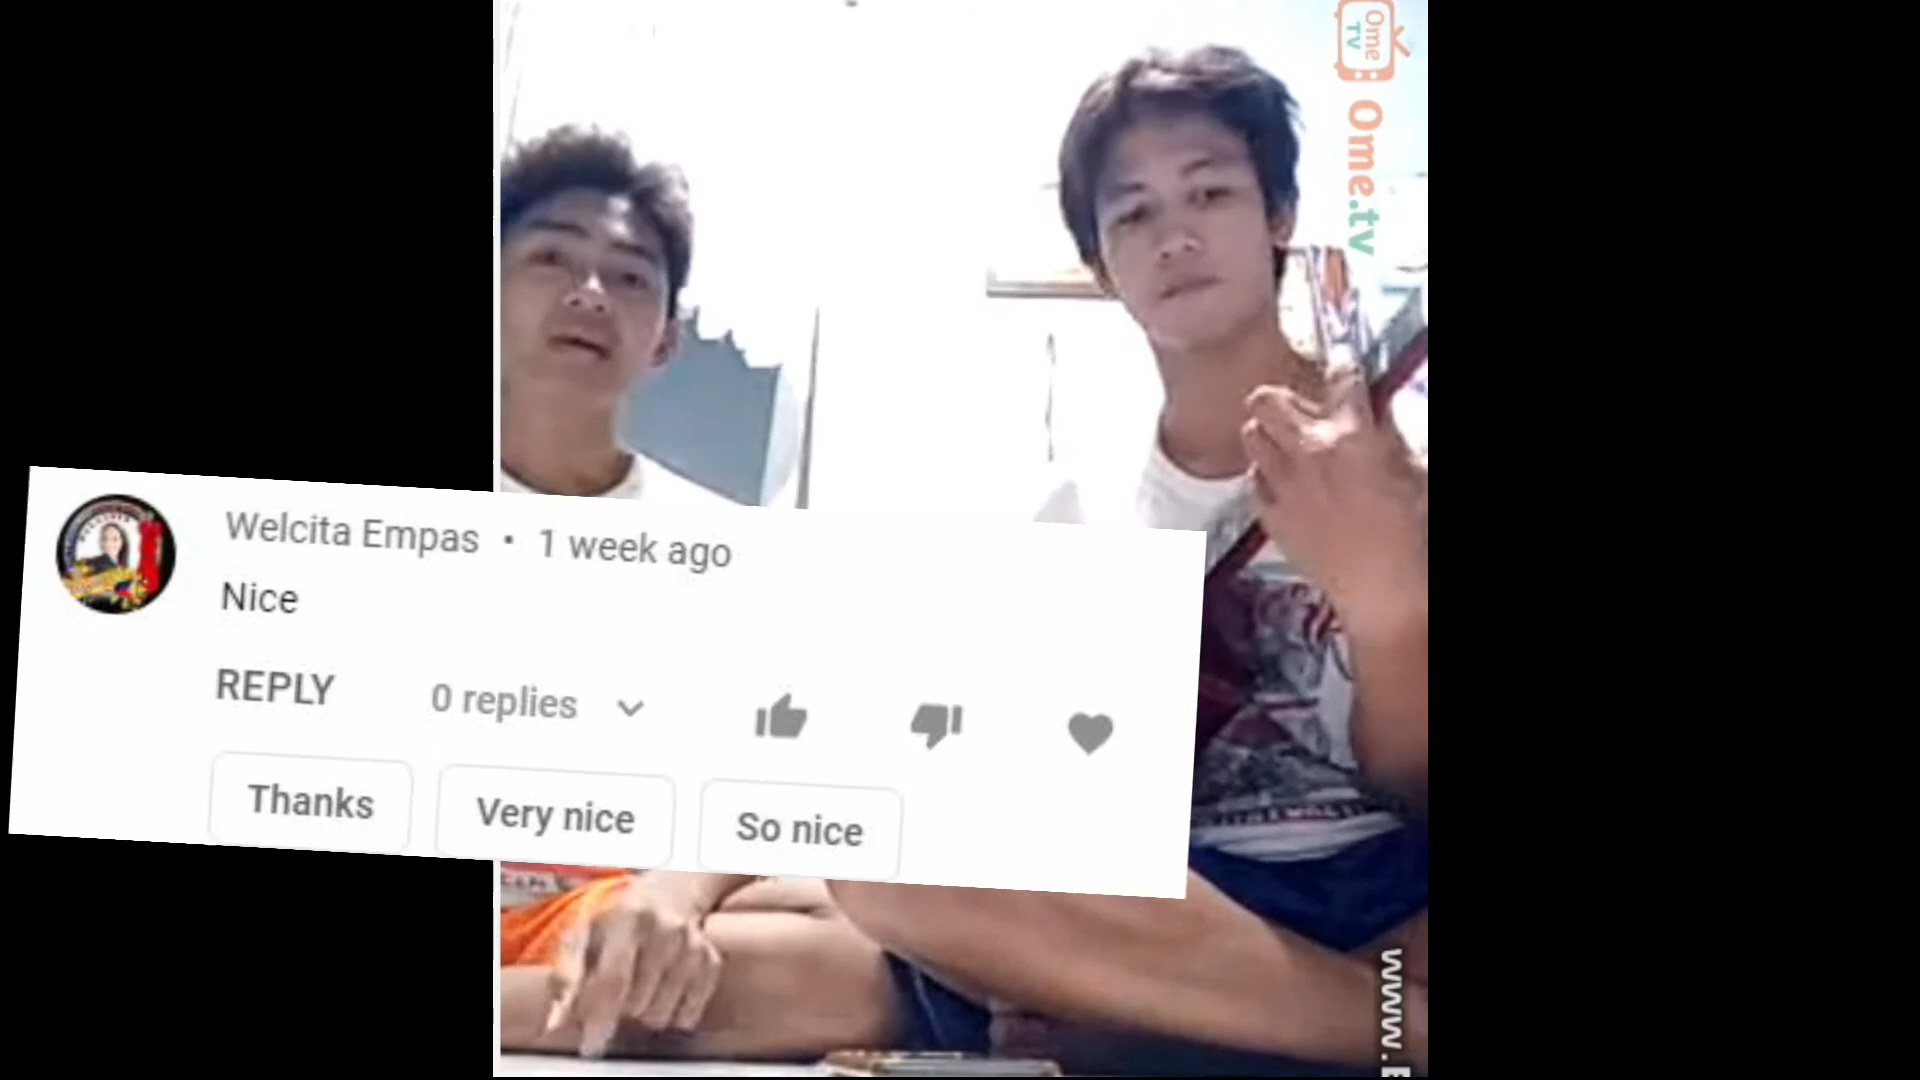 Ome
TV
Ome.tv
Welcita Empas • 1 week ago
Nice
REPLY
0 replies
Thanks
Very nice
So nice
www.